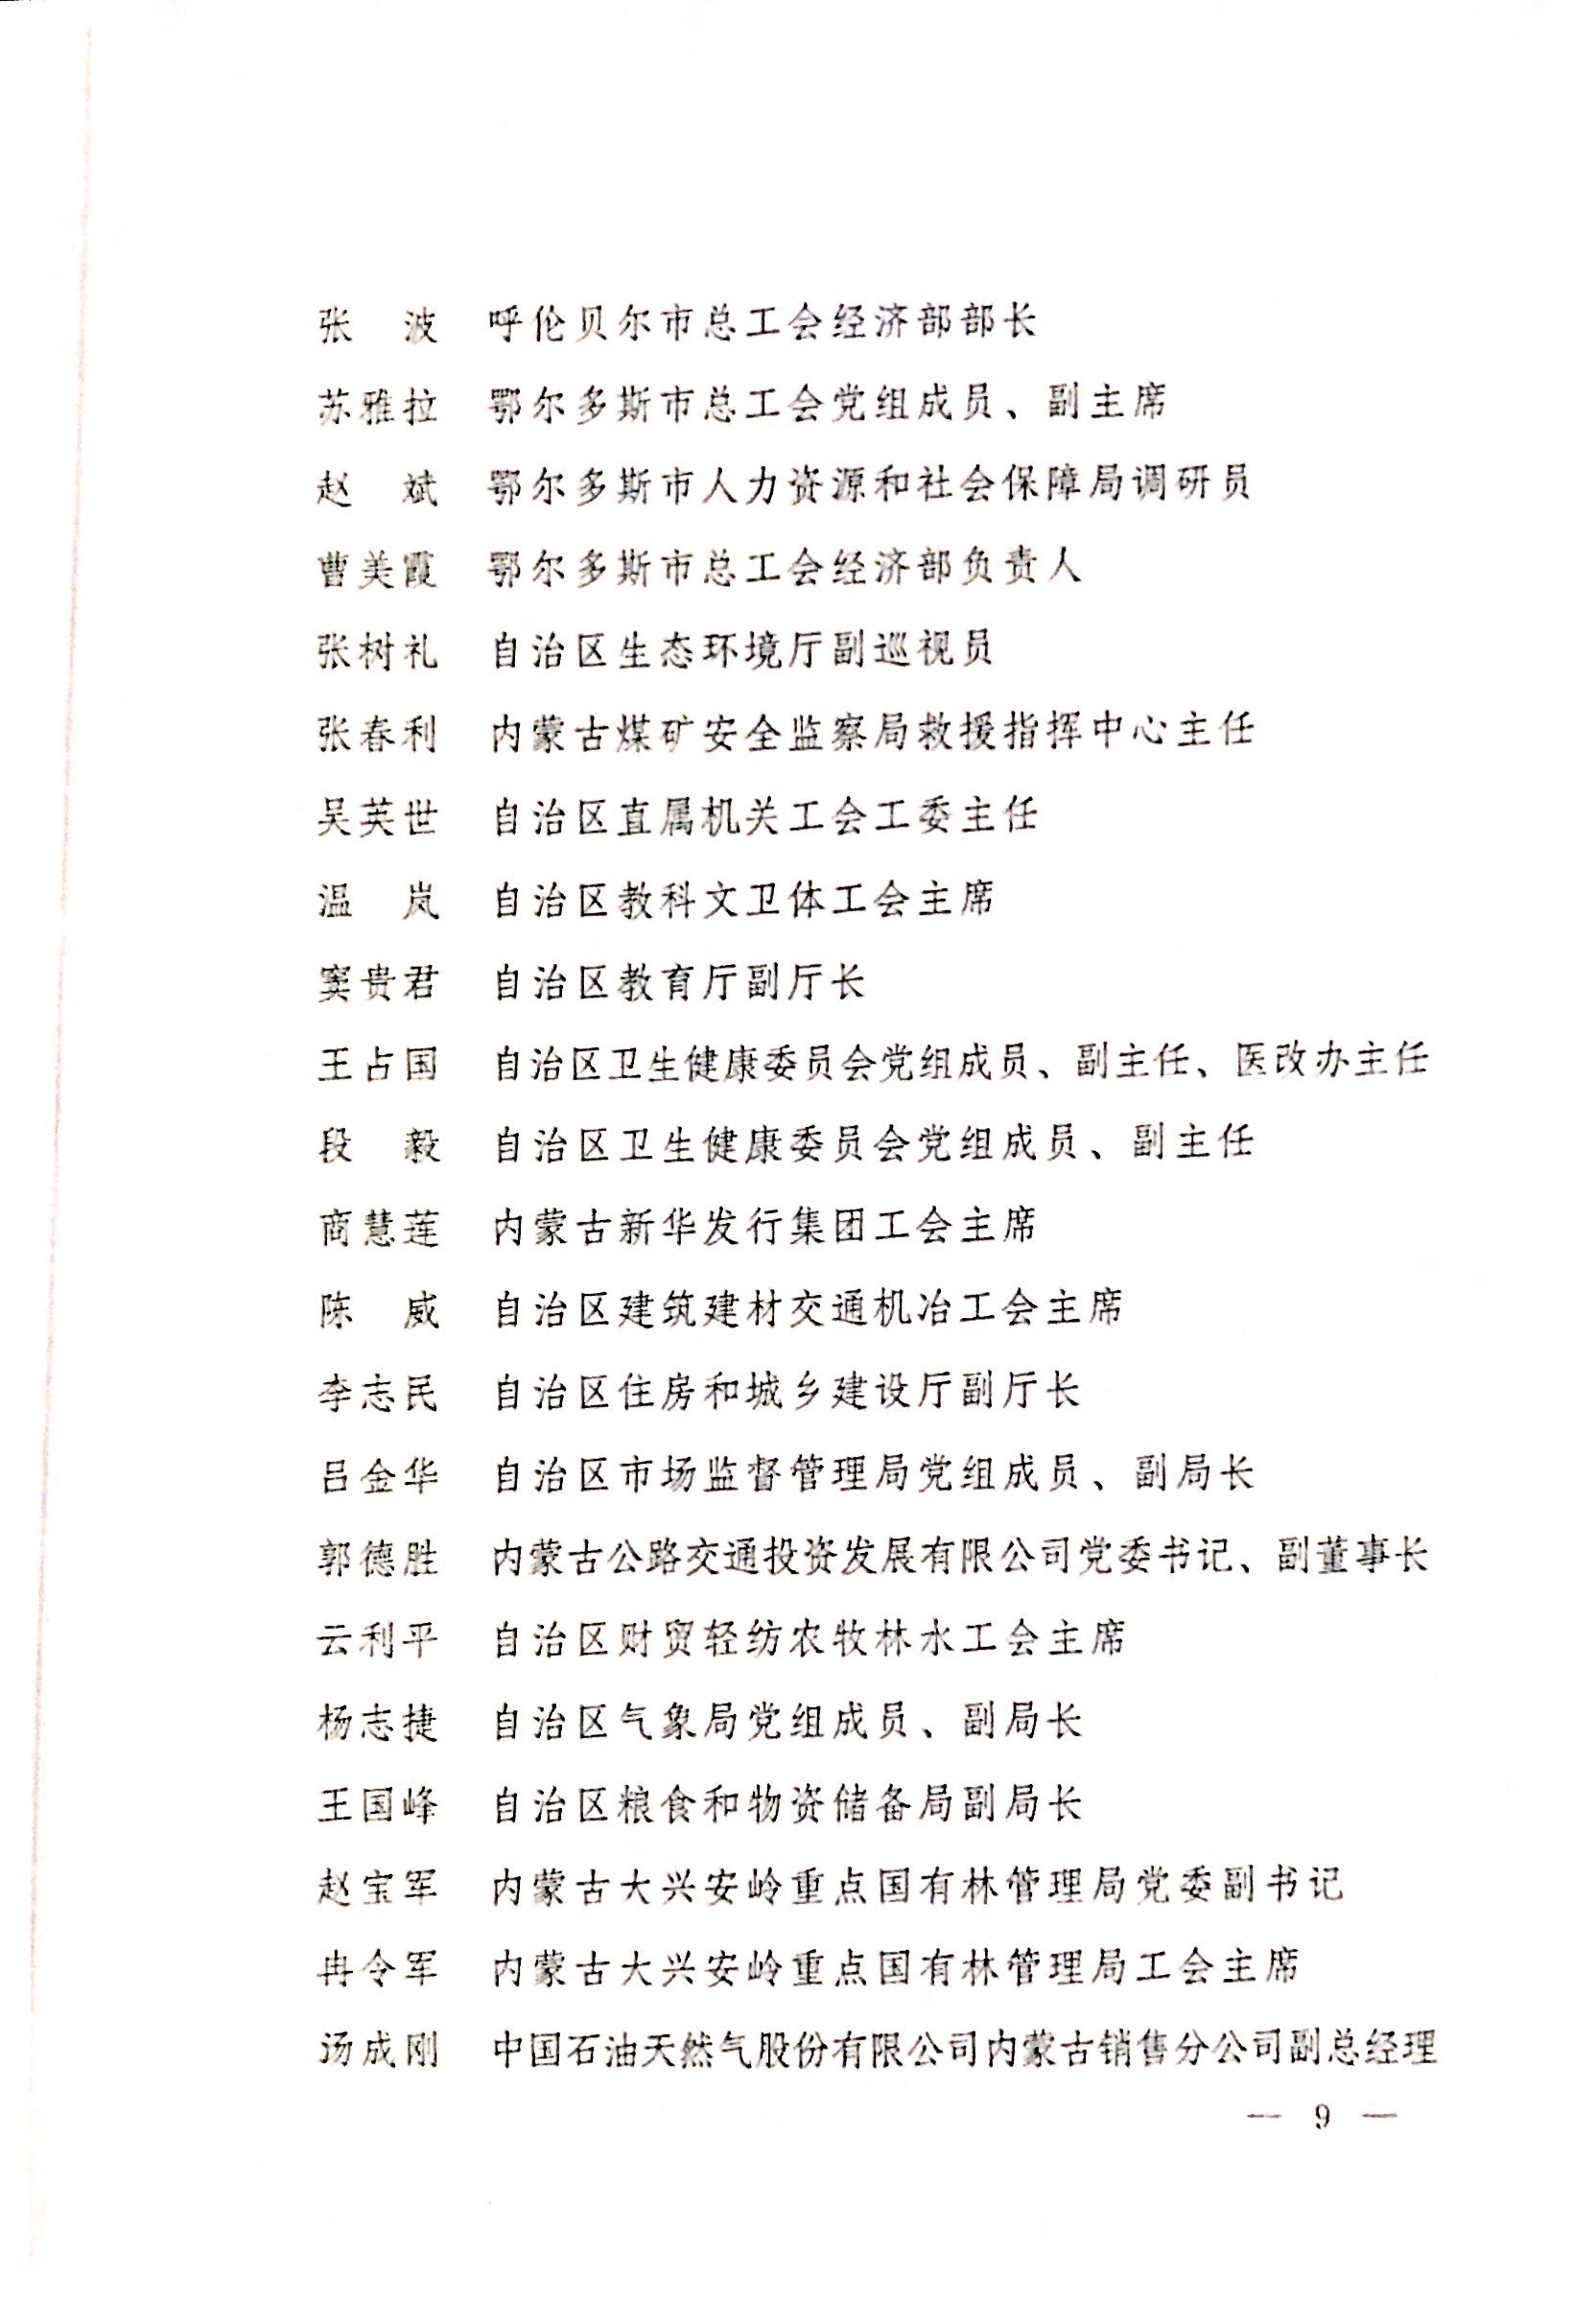 张　波　呼伦贝尔市总工会经济部部长
苏雅拉　鄂尔多斯市总工会党组成员、副主席
赵　斌　鄂尔多斯市人力资源和社会保障局调研员
曹美霞　鄂尔多斯市总工会经济部负责人
张树礼　自治区生态环境厅副巡视员
张春利　内蒙古煤矿安全监察局救援指挥中心主任
吴英世　自治区直属机关工会工委主任
温　岚　自治区教科文卫体工会主席
窦贵君　自治区教育厅副厅长
王占国　自治区卫生健康委员会党组成员、副主任、医改办主任
段　毅　自治区卫生健康委员会党组成员、副主任
商慧莲　内蒙古新华发行集团工会主席
陈　威　自治区建筑建材交通机冶工会主席
李志民　自治区住房和城乡建设厅副厅长
吕金华　自治区市场监督管理局党组成员、副局长
郭德胜　内蒙古公路交通投资发展有限公司党委书记、副董事长
云利平　自治区财贸轻纺农牧林水工会主席
杨志捷　自治区气象局党组成员、副局长
王国峰　自治区粮食和物资储备局副局长
赵宝军　内蒙古大兴安岭重点国有林管理局党委副书记
冉令军　内蒙古大兴安岭重点国有林管理局工会主席
汤成刚　中国石油天然气股份有限公司内蒙古销售分公司副总经理
— 9 —